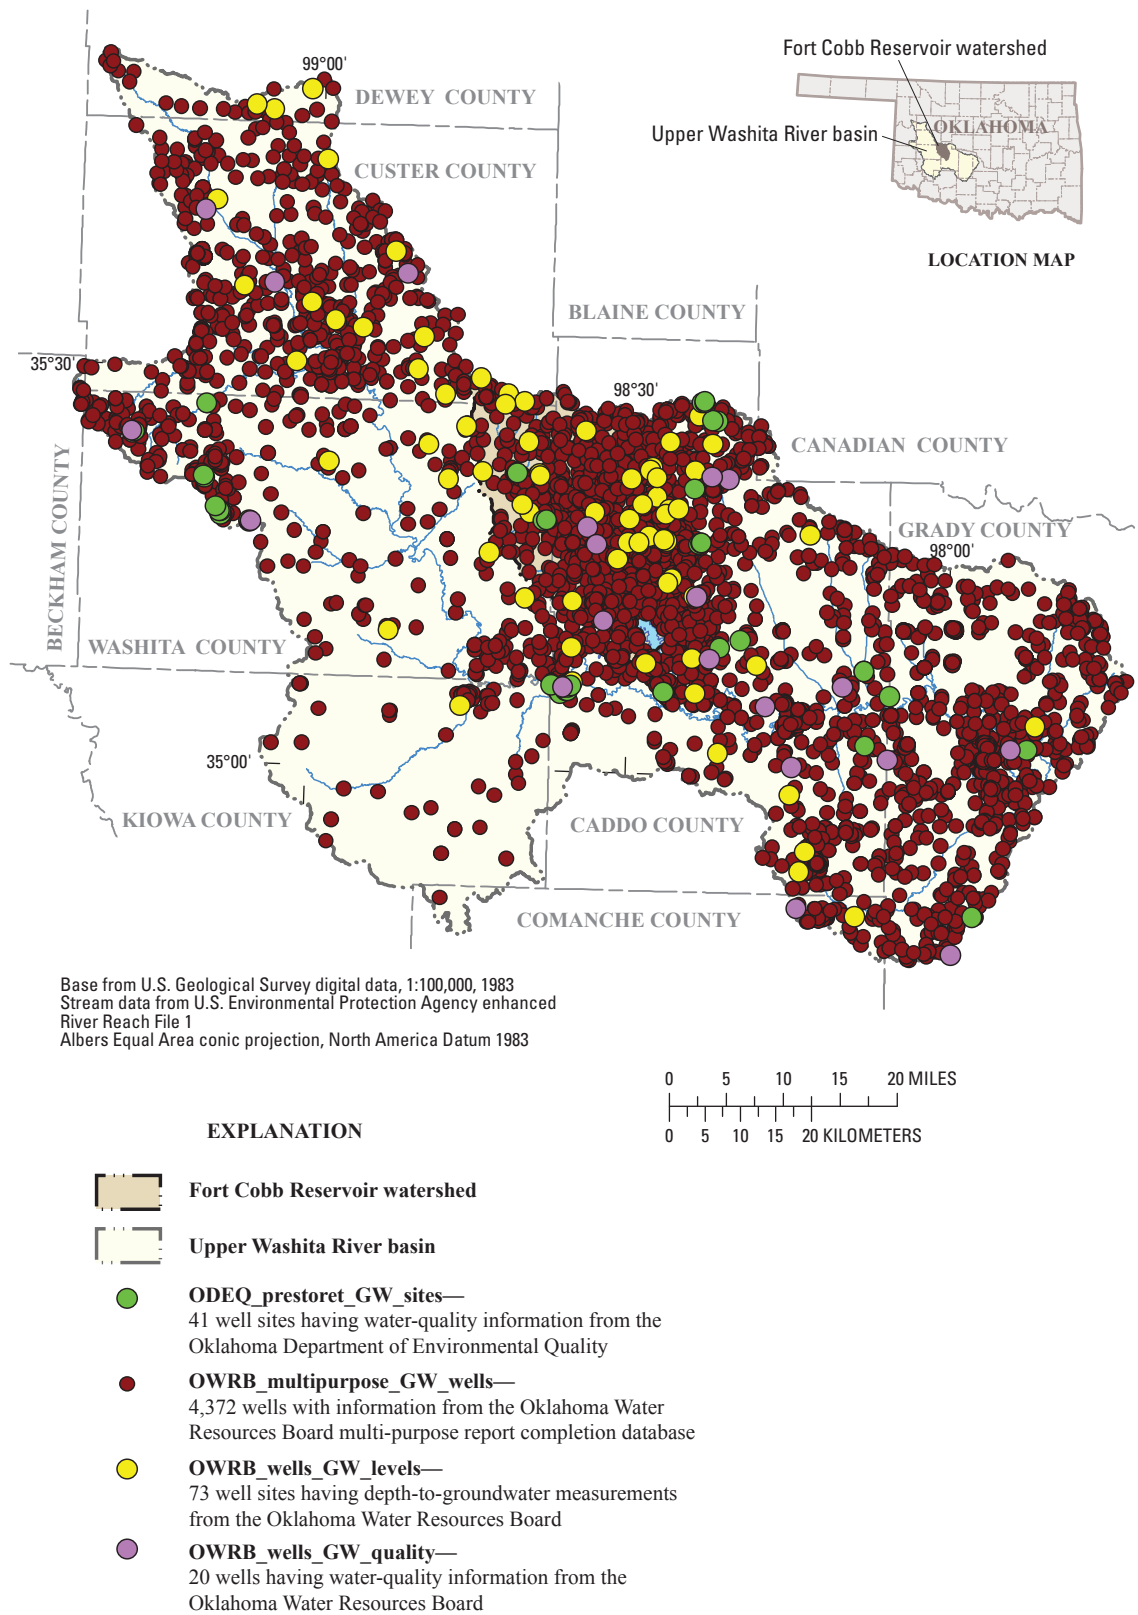 Fort Cobb Reservoir watershed
99°00'
DEWEY COUNTY
Upper Washita River basin
OKLAHOMA
CUSTER COUNTY
LOCATION MAP
BLAINE COUNTY
35°30'
98°30'
CANADIAN COUNTY
BECKHAM COUNTY
GRADY COUNTY
98°00'
WASHITA COUNTY
35°00'
KIOWA COUNTY
CADDO COUNTY
COMANCHE COUNTY
Base from U.S. Geological Survey digital data, 1:100,000, 1983
Stream data from U.S. Environmental Protection Agency enhanced
River Reach File 1
Albers Equal Area conic projection, North America Datum 1983
0 5 10 15 20 MILES
0 5 10 15 20 KILOMETERS
EXPLANATION
Fort Cobb Reservoir watershed
Upper Washita River basin
ODEQ_prestoret_GW_sites—
41 well sites having water-quality information from the
Oklahoma Department of Environmental Quality
OWRB_multipurpose_GW_wells—
4,372 wells with information from the Oklahoma Water
Resources Board multi-purpose report completion database
OWRB_wells_GW_levels—
73 well sites having depth-to-groundwater measurements
from the Oklahoma Water Resources Board
OWRB_wells_GW_quality—
20 wells having water-quality information from the
Oklahoma Water Resources Board